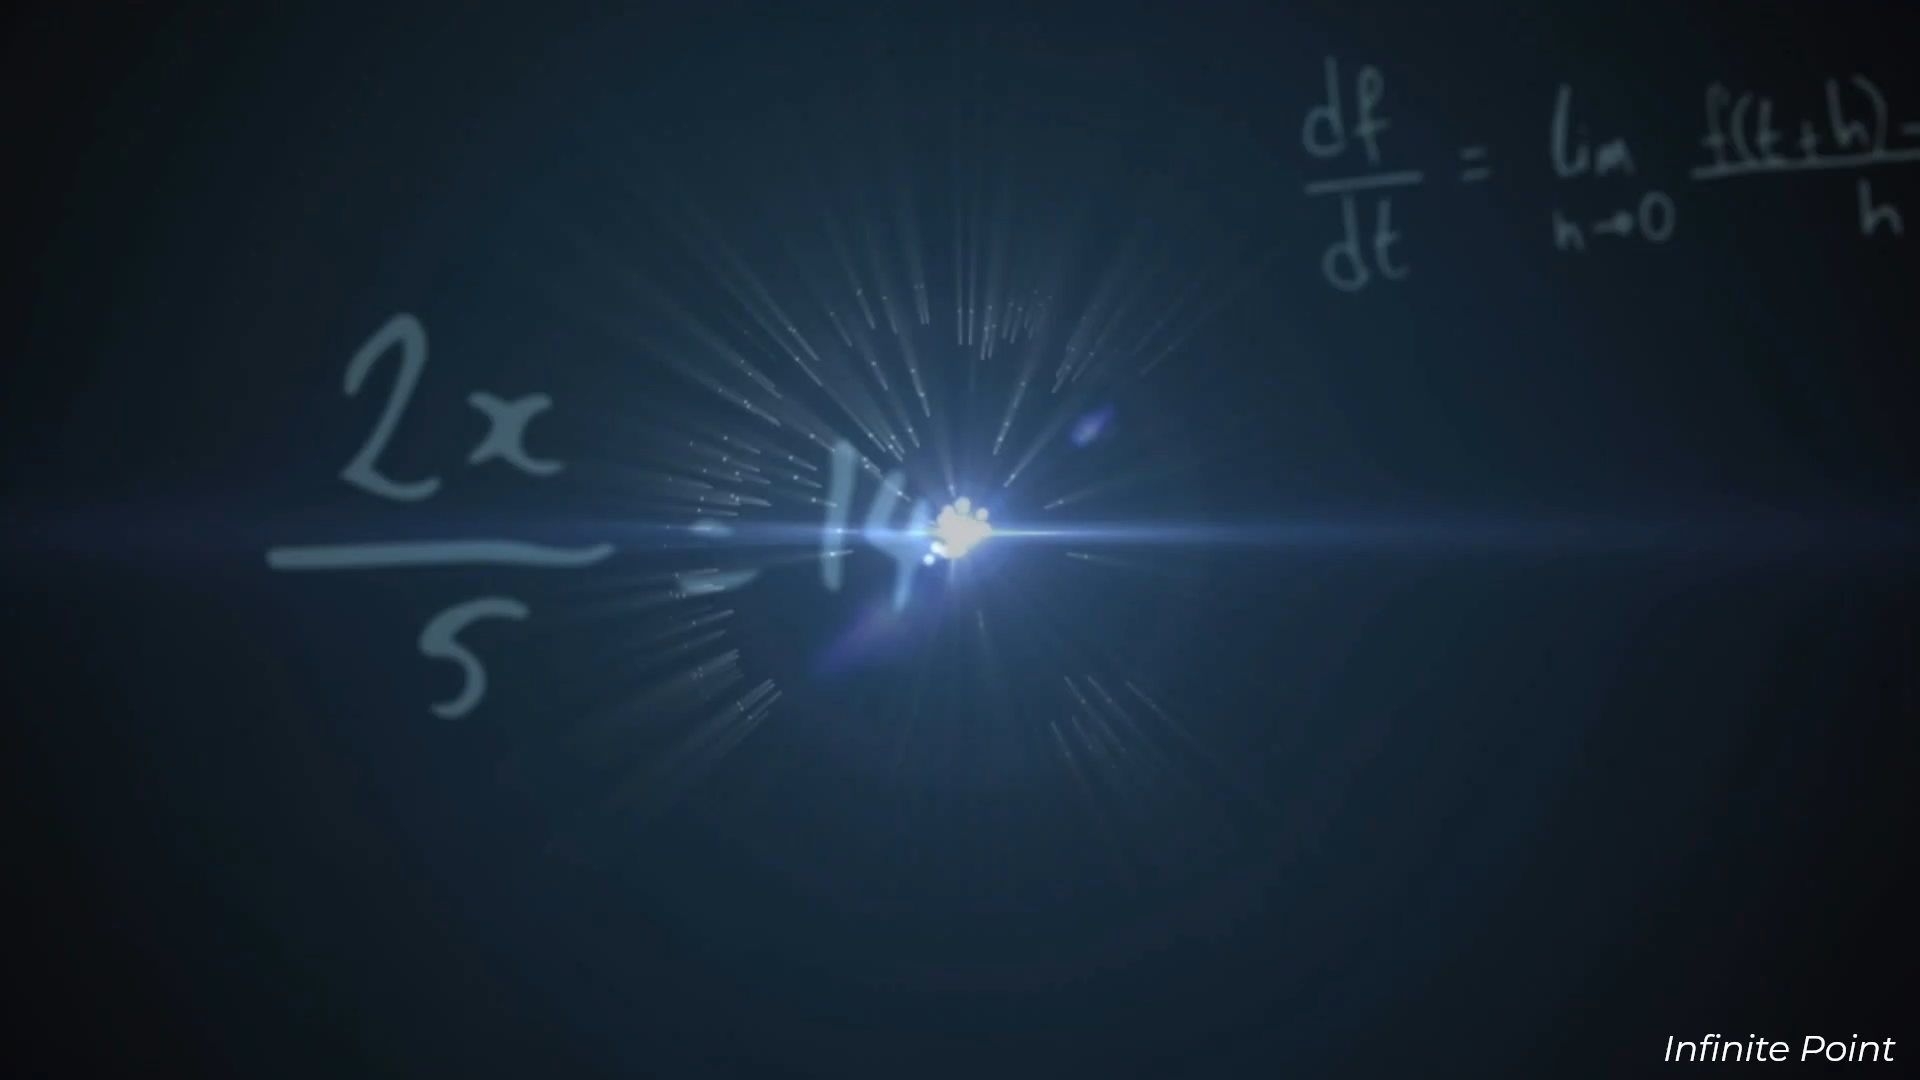 df/dt = lim h→0 f(t+h)- / h
2x/5 = 14
Infinite Point